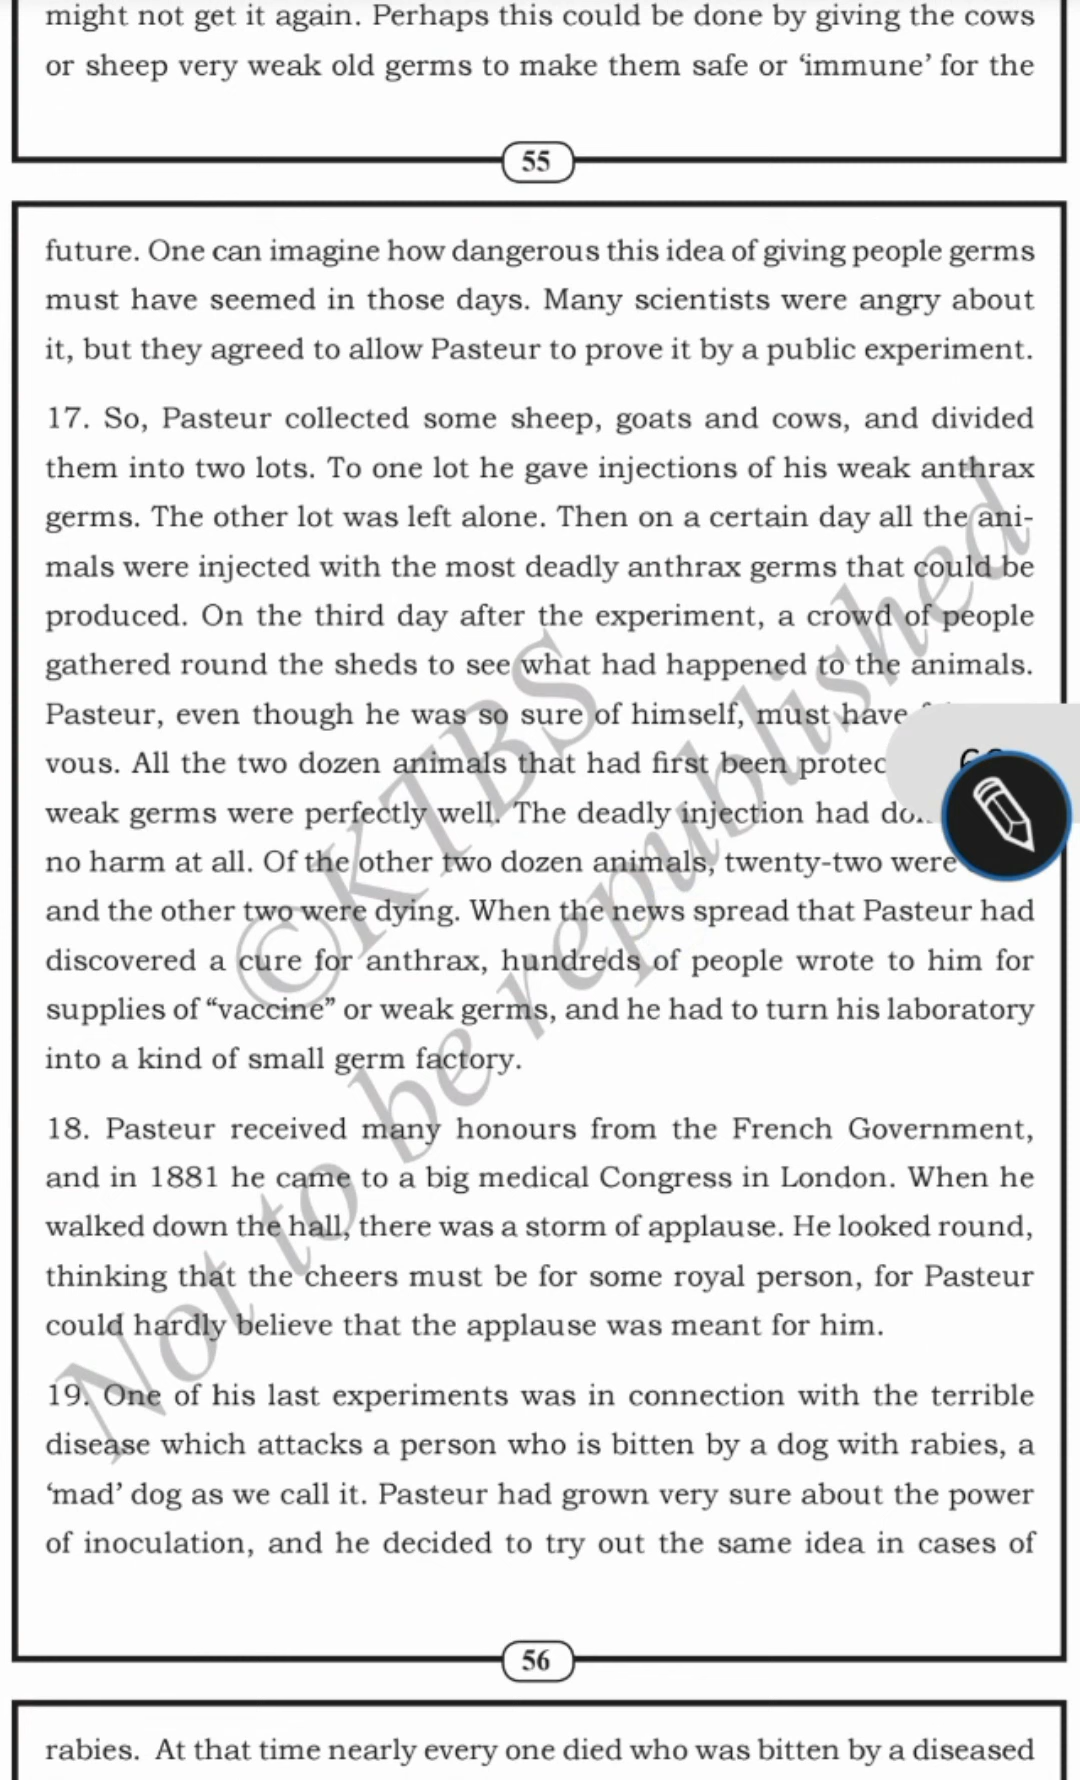 might not get it again. Perhaps this could be done by giving the cows
or sheep very weak old germs to make them safe or ‘immune’ for the
55
future. One can imagine how dangerous this idea of giving people germs
must have seemed in those days. Many scientists were angry about
it, but they agreed to allow Pasteur to prove it by a public experiment.
17. So, Pasteur collected some sheep, goats and cows, and divided
them into two lots. To one lot he gave injections of his weak anthrax
germs. The other lot was left alone. Then on a certain day all the ani-
mals were injected with the most deadly anthrax germs that could be
produced. On the third day after the experiment, a crowd of people
gathered round the sheds to see what had happened to the animals.
Pasteur, even though he was so sure of himself, must have
vous. All the two dozen animals that had first been protec
weak germs were perfectly well. The deadly injection had do
no harm at all. Of the other two dozen animals, twenty-two were
and the other two were dying. When the news spread that Pasteur had
discovered a cure for anthrax, hundreds of people wrote to him for
supplies of “vaccine” or weak germs, and he had to turn his laboratory
into a kind of small germ factory.
18. Pasteur received many honours from the French Government,
and in 1881 he came to a big medical Congress in London. When he
walked down the hall, there was a storm of applause. He looked round,
thinking that the cheers must be for some royal person, for Pasteur
could hardly believe that the applause was meant for him.
19. One of his last experiments was in connection with the terrible
disease which attacks a person who is bitten by a dog with rabies, a
‘mad’ dog as we call it. Pasteur had grown very sure about the power
of inoculation, and he decided to try out the same idea in cases of
©KTBS
Not to be republished
56
rabies. At that time nearly every one died who was bitten by a diseased